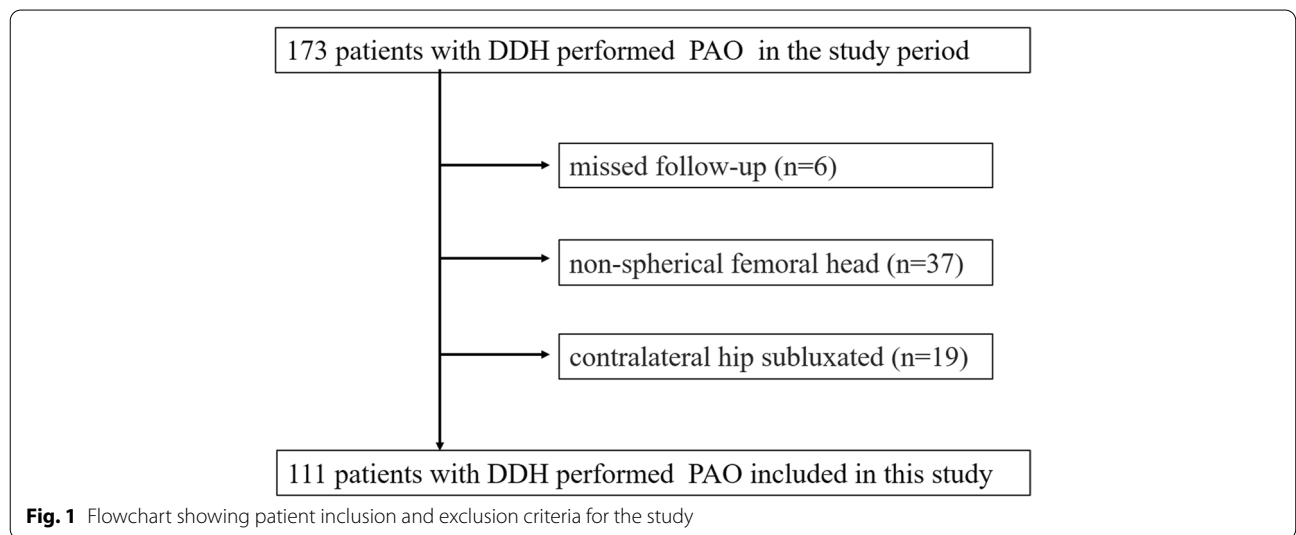 173 patients with DDH performed PAO in the study period
missed follow-up (n=6)
non-spherical femoral head (n=37)
contralateral hip subluxated (n=19)
111 patients with DDH performed PAO included in this study
Fig. 1 Flowchart showing patient inclusion and exclusion criteria for the study